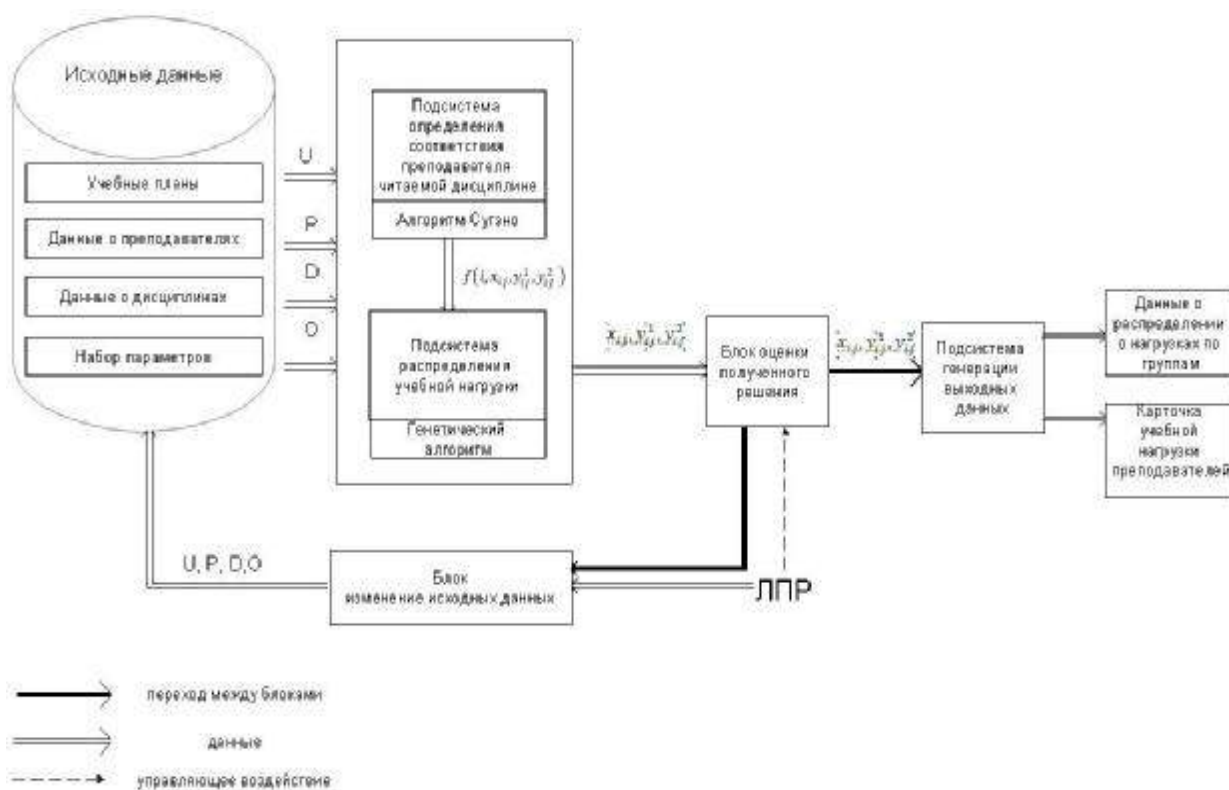 Исходные данные
Учебные планы
Данные о преподавателях
Данные о дисциплинах
Набор параметров
U
P
D
O
Подсистема
определения
соответствия
преподавателя
читаемой дисциплине
Алгоритм Сугэно
Подсистема
распределения
учебной нагрузки
Генетический
алгоритм
Блок оценки
полученного
решения
Подсистема
генерации
выходных
данных
Данные о
распределении
о нагрузках по
группам
Карточка
учебной
нагрузки
преподавателей
U, P, D,O
Блок
изменение исходных данных
ЛПР
переход между блоками
данные
управляющее воздействие